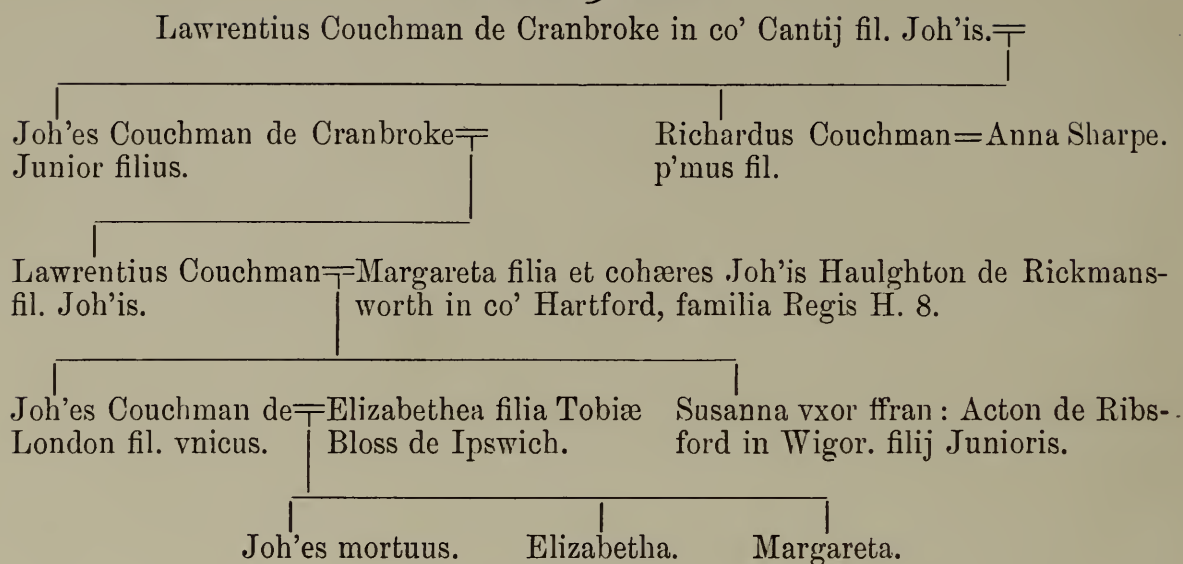 Lawrentius Couchman de Cranbroke in co' Cantij fil. Joh'is.
Joh'es Couchman de Cranbroke
Junior filius.
Richardus Couchman=Anna Sharpe.
p'mus fil.
Lawrentius Couchman=Margareta filia et cohæres Joh'is Haulghton de Rickmans-
fil. Joh'is.
worth in co' Hartford, familia Regis H. 8.
Joh'es Couchman de=Elizabethea filia Tobiæ
London fil. vnicus.
Bloss de Ipswich.
Susanna vxor ffran : Acton de Ribs-
ford in Wigor. filij Junioris.
Joh'es mortuus.
Elizabetha.
Margareta.